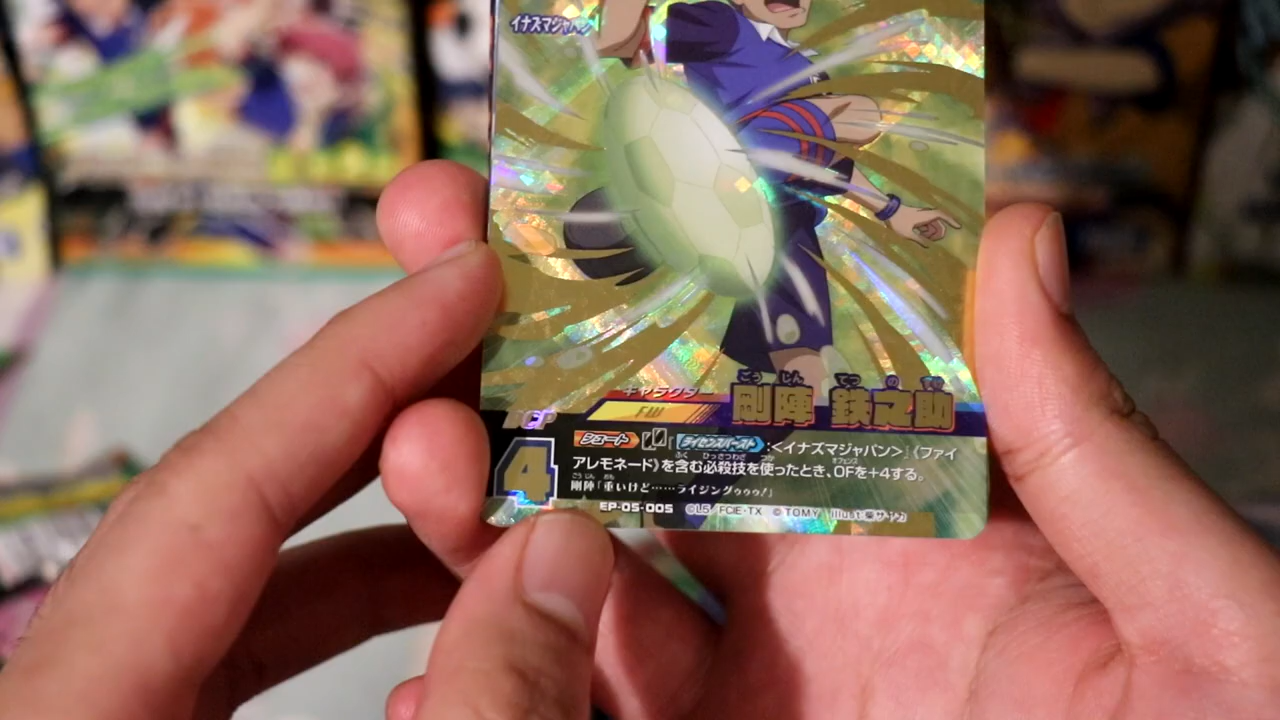 イナズマジャパン
キャラクター
FW
ごう じん てつ の すけ
剛陣 鉄之助
TCP
4
シュート ライセンスバースト :<イナズマジャパン>」《ファイ
アレモネード》を含む必殺技を使ったとき、OFを+4する。
剛陣「重いけど……ライジングゥゥゥ!」
EP-05-005 ©L5 FCIE･TX © TOMY Illust: